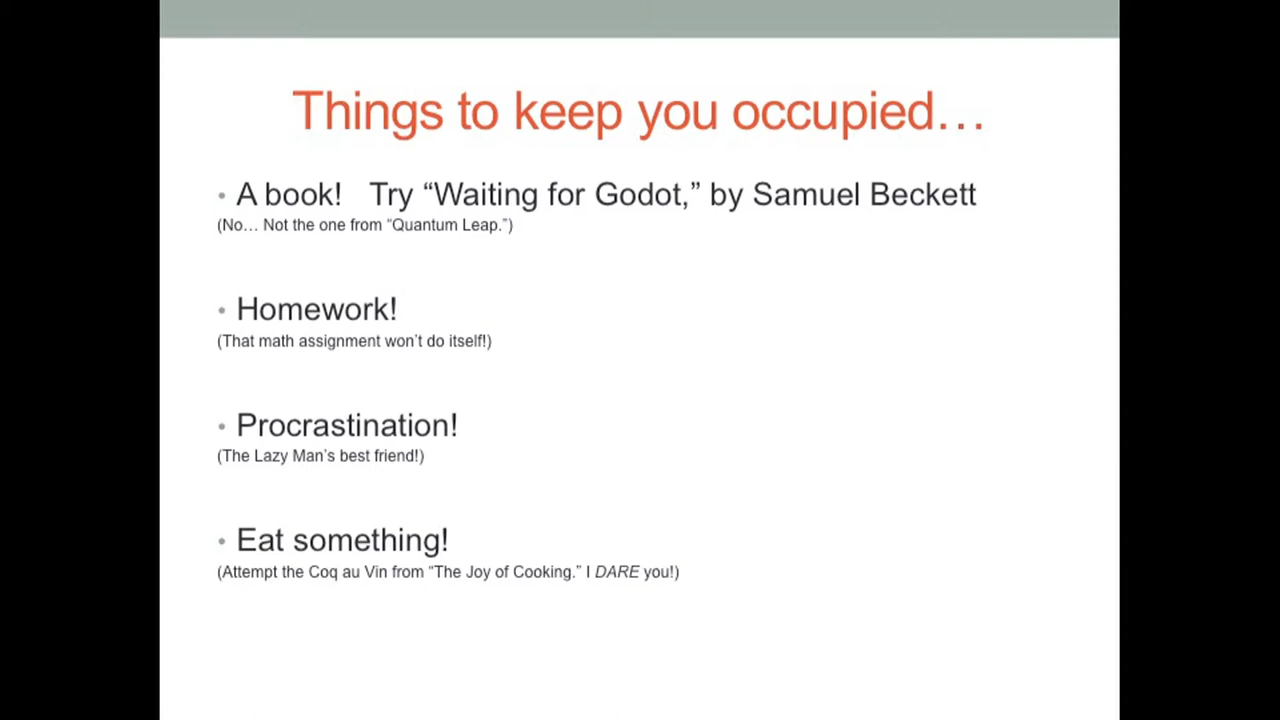 Things to keep you occupied…
• A book!   Try “Waiting for Godot,” by Samuel Beckett
(No… Not the one from “Quantum Leap.”)
• Homework!
(That math assignment won’t do itself!)
• Procrastination!
(The Lazy Man’s best friend!)
• Eat something!
(Attempt the Coq au Vin from “The Joy of Cooking.” I DARE you!)